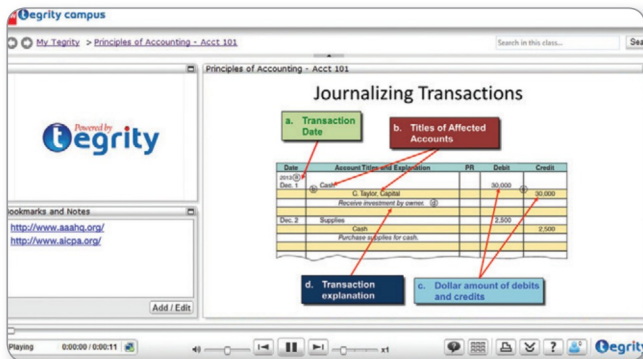 tegrity campus
My Tegrity > Principles of Accounting - Acct 101
Search in this class...
Sea
Principles of Accounting - Acct 101
Powered by
tegrity
Journalizing Transactions
a. Transaction
Date
b. Titles of Affected
Accounts
Date Account Titles and Explanation PR Debit Credit
2013 a
Dec. 1 b Cash 30,000 c
G. Taylor, Capital 30,000
Receive investment by owner. d
Dec. 2 Supplies 2,500
Cash 2,500
Purchase supplies for cash.
d. Transaction
explanation
c. Dollar amount of debits
and credits
ookmarks and Notes
http://www.aaahq.org/
http://www.aicpa.org/
Add / Edit
Playing 0:00:00 / 0:00:11
x1
?
tegrity